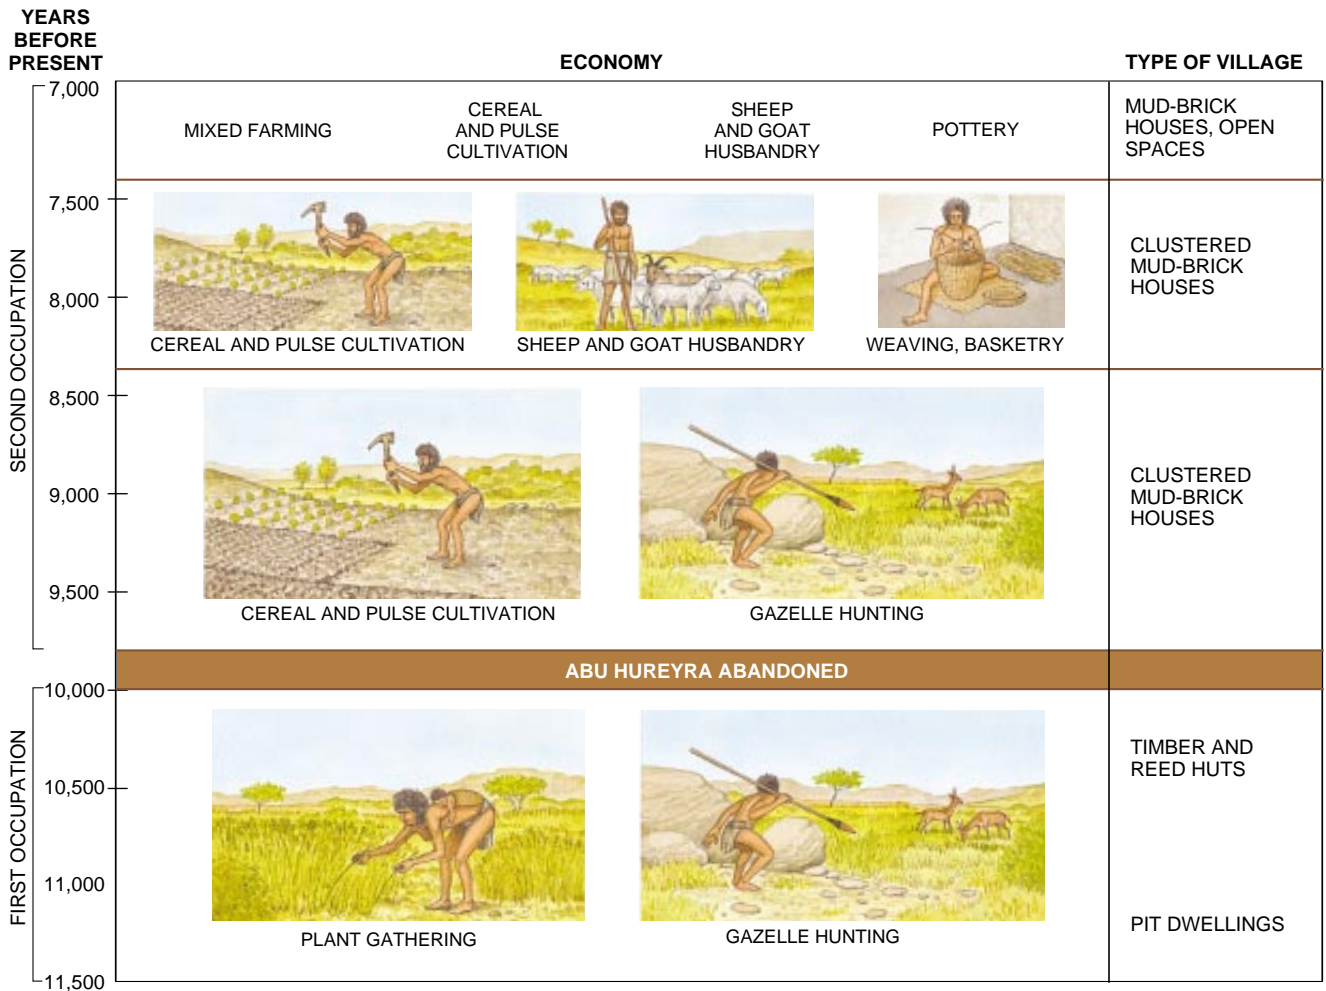 YEARS
BEFORE
PRESENT
ECONOMY
TYPE OF VILLAGE
7,000
MIXED FARMING
CEREAL
AND PULSE
CULTIVATION
SHEEP
AND GOAT
HUSBANDRY
POTTERY
MUD-BRICK
HOUSES, OPEN
SPACES
7,500
8,000
CEREAL AND PULSE CULTIVATION
SHEEP AND GOAT HUSBANDRY
WEAVING, BASKETRY
CLUSTERED
MUD-BRICK
HOUSES
SECOND OCCUPATION
8,500
9,000
9,500
CEREAL AND PULSE CULTIVATION
GAZELLE HUNTING
CLUSTERED
MUD-BRICK
HOUSES
ABU HUREYRA ABANDONED
10,000
FIRST OCCUPATION
10,500
11,000
11,500
PLANT GATHERING
GAZELLE HUNTING
TIMBER AND
REED HUTS
PIT DWELLINGS